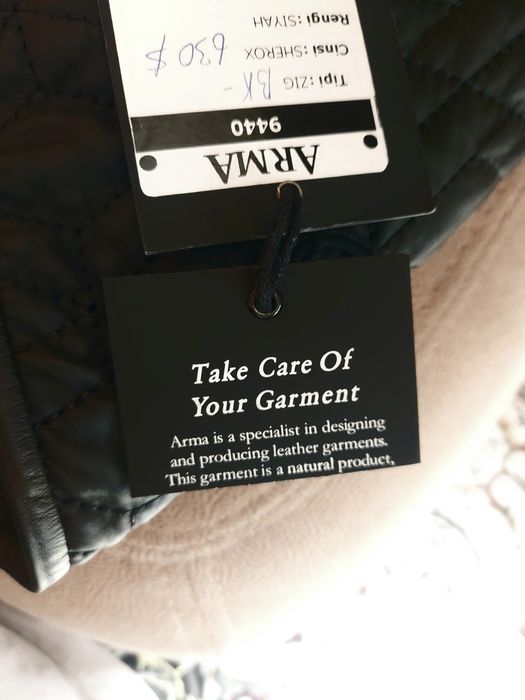 ARMA
9440
Tipi : ZIG BK -
Cinsi : SHEROX 630 $
Rengi : SIYAH
Take Care Of
Your Garment
Arma is a specialist in designing
and producing leather garments.
This garment is a natural product,